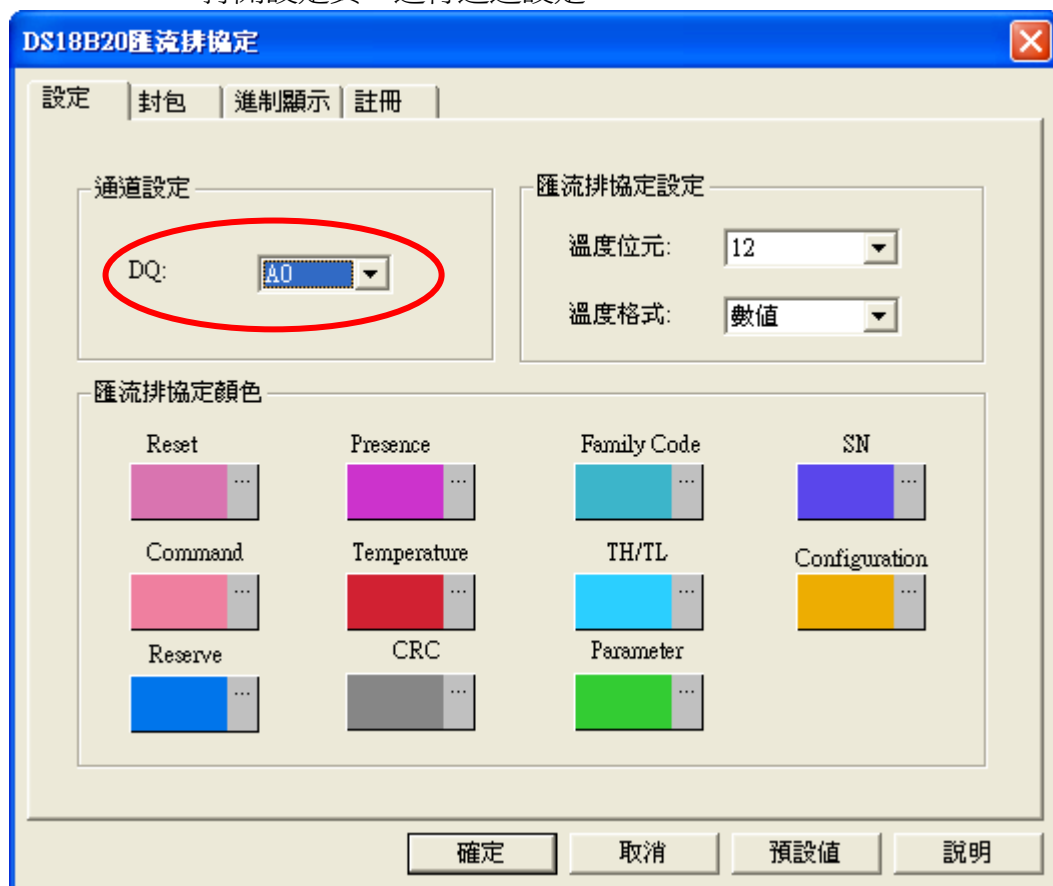 DS18B20匯流排協定
設定 封包 進制顯示 註冊
通道設定
DQ: A0
匯流排協定設定
溫度位元: 12
溫度格式: 數值
匯流排協定顏色
Reset Presence Family Code SN
... ... ... ...
Command Temperature TH/TL Configuration
... ... ... ...
Reserve CRC Parameter
... ... ...
確定 取消 預設值 說明